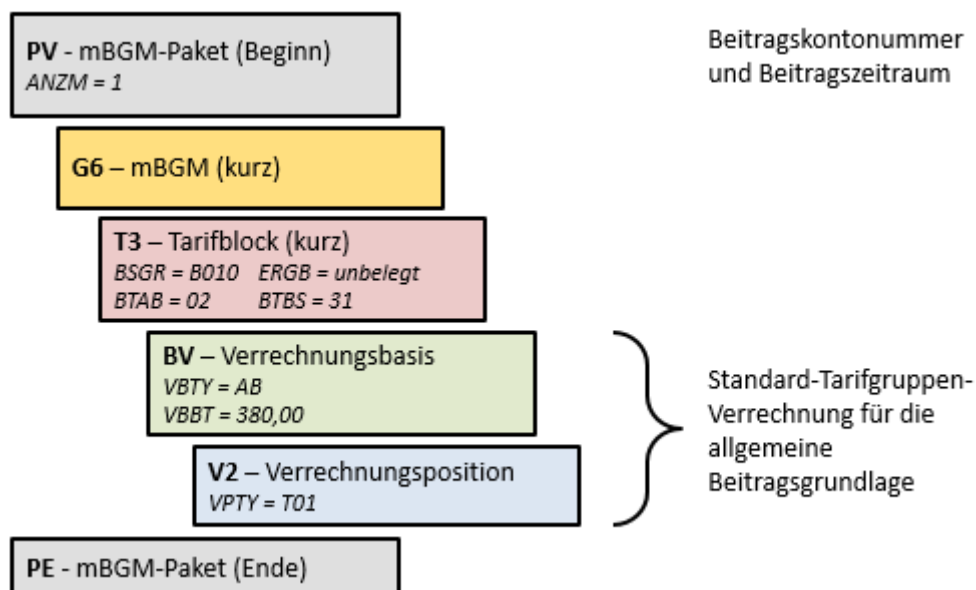 PV - mBGM-Paket (Beginn)
ANZM = 1
Beitragskontonummer
und Beitragszeitraum
G6 – mBGM (kurz)
T3 – Tarifblock (kurz)
BSGR = B010 ERGB = unbelegt
BTAB = 02 BTBS = 31
BV – Verrechnungsbasis
VBTY = AB
VBBT = 380,00
V2 – Verrechnungsposition
VPTY = T01
Standard-Tarifgruppen-
Verrechnung für die
allgemeine
Beitragsgrundlage
PE - mBGM-Paket (Ende)